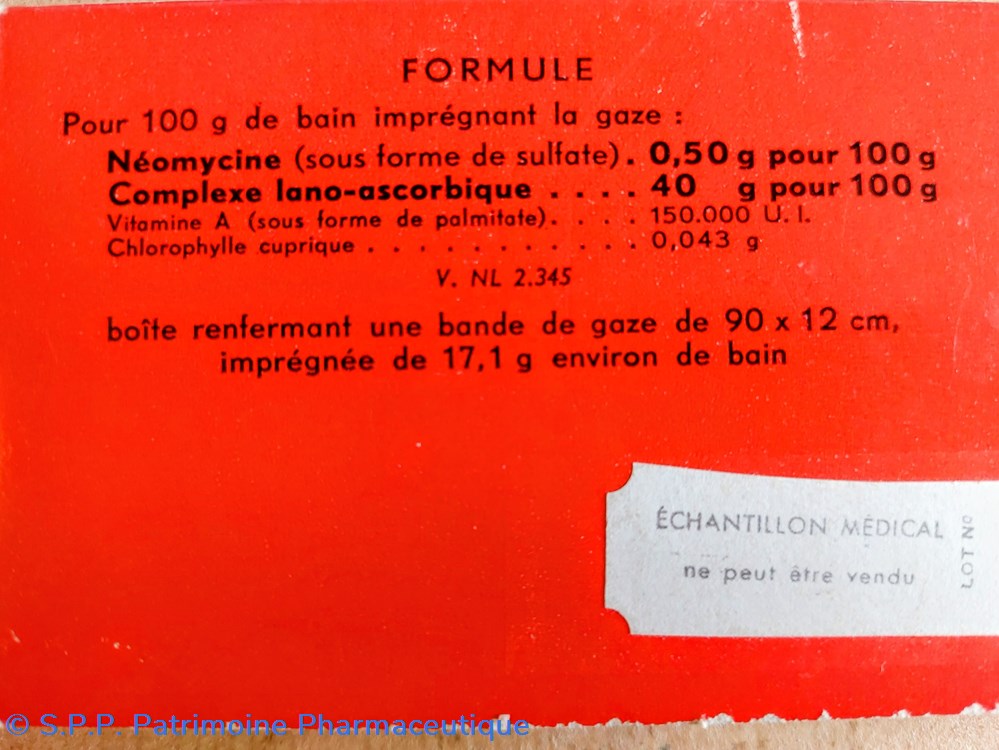 FORMULE
Pour 100 g de bain imprégnant la gaze :
Néomycine (sous forme de sulfate). 0,50 g pour 100 g
Complexe lano-ascorbique . . . . 40 g pour 100 g
Vitamine A (sous forme de palmitate). . . . 150.000 U. I.
Chlorophylle cuprique . . . . . . . . . . . 0,043 g
V. NL 2.345
boîte renfermant une bande de gaze de 90 x 12 cm,
imprégnée de 17,1 g environ de bain
ÉCHANTILLON MÉDICAL
ne peut être vendu
LOT No
© S.P.P. Patrimoine Pharmaceutique